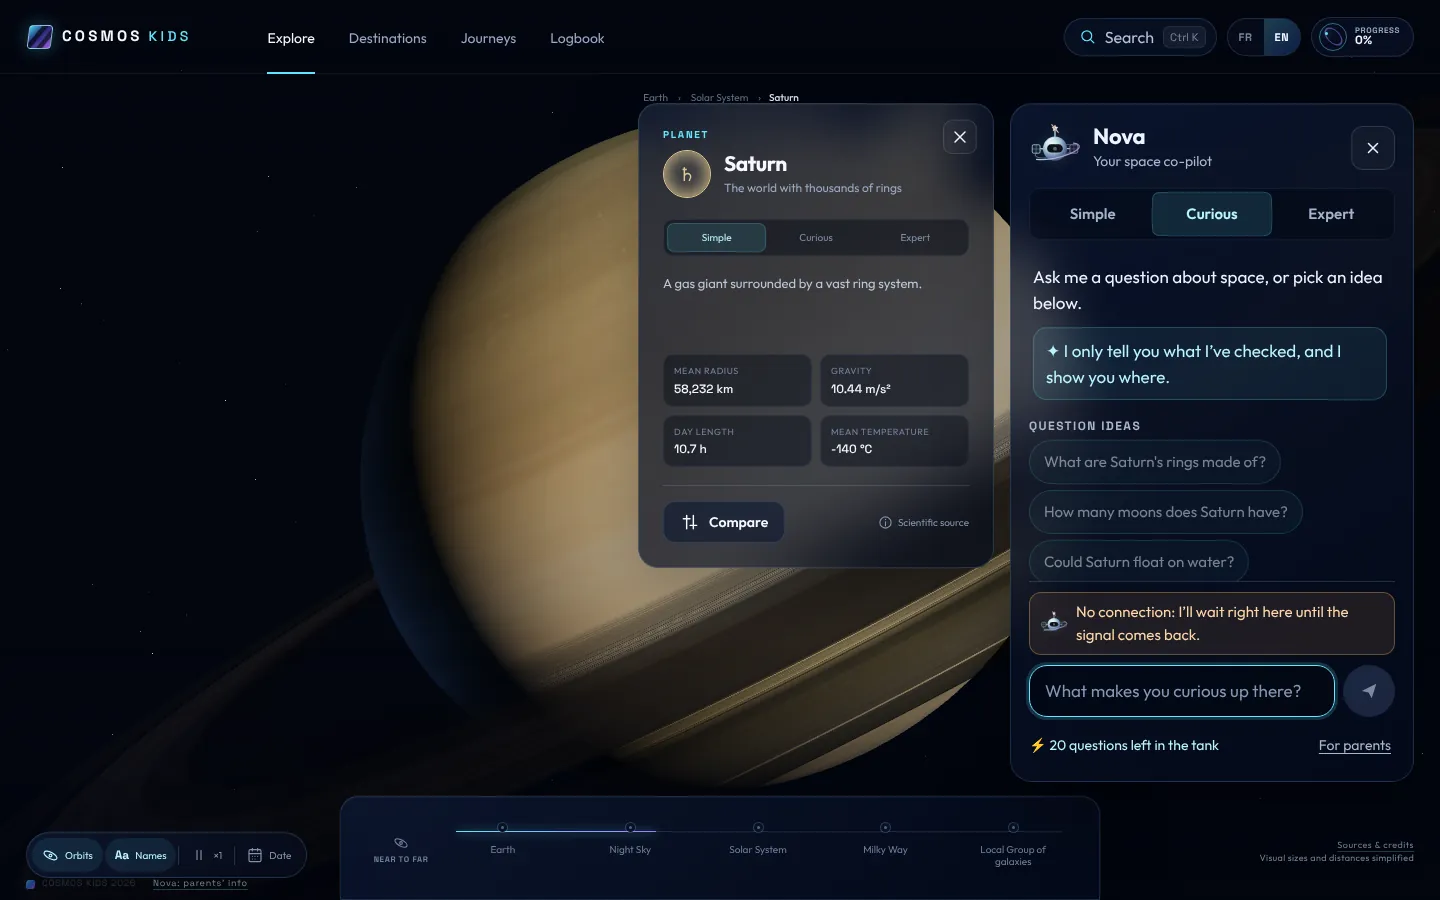 COSMOS KIDS
Explore
Destinations
Journeys
Logbook
Search Ctrl K
FR EN
PROGRESS
0%
Earth › Solar System › Saturn
PLANET
♄
Saturn
The world with thousands of rings
Simple Curious Expert
A gas giant surrounded by a vast ring system.
MEAN RADIUS
58,232 km
GRAVITY
10.44 m/s²
DAY LENGTH
10.7 h
MEAN TEMPERATURE
-140 °C
Compare
Scientific source
Nova
Your space co-pilot
Simple Curious Expert
Ask me a question about space, or pick an idea
below.
✦ I only tell you what I’ve checked, and I
show you where.
QUESTION IDEAS
What are Saturn's rings made of?
How many moons does Saturn have?
Could Saturn float on water?
No connection: I’ll wait right here until the
signal comes back.
What makes you curious up there?
⚡ 20 questions left in the tank
For parents
NEAR TO FAR
Earth
Night Sky
Solar System
Milky Way
Local Group of
galaxies
Orbits
Aa Names
×1
Date
COSMOS KIDS 2026
Nova: parents' info
Sources & credits
Visual sizes and distances simplified